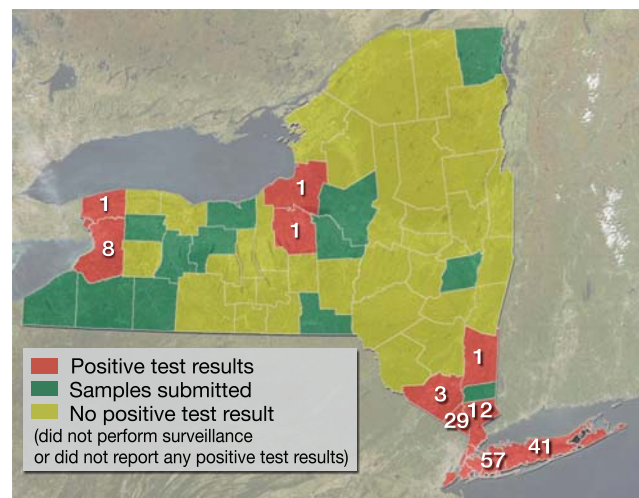 1
1
8
1
1
3
12
29
41
57
Positive test results
Samples submitted
No positive test result
(did not perform surveillance
or did not report any positive test results)